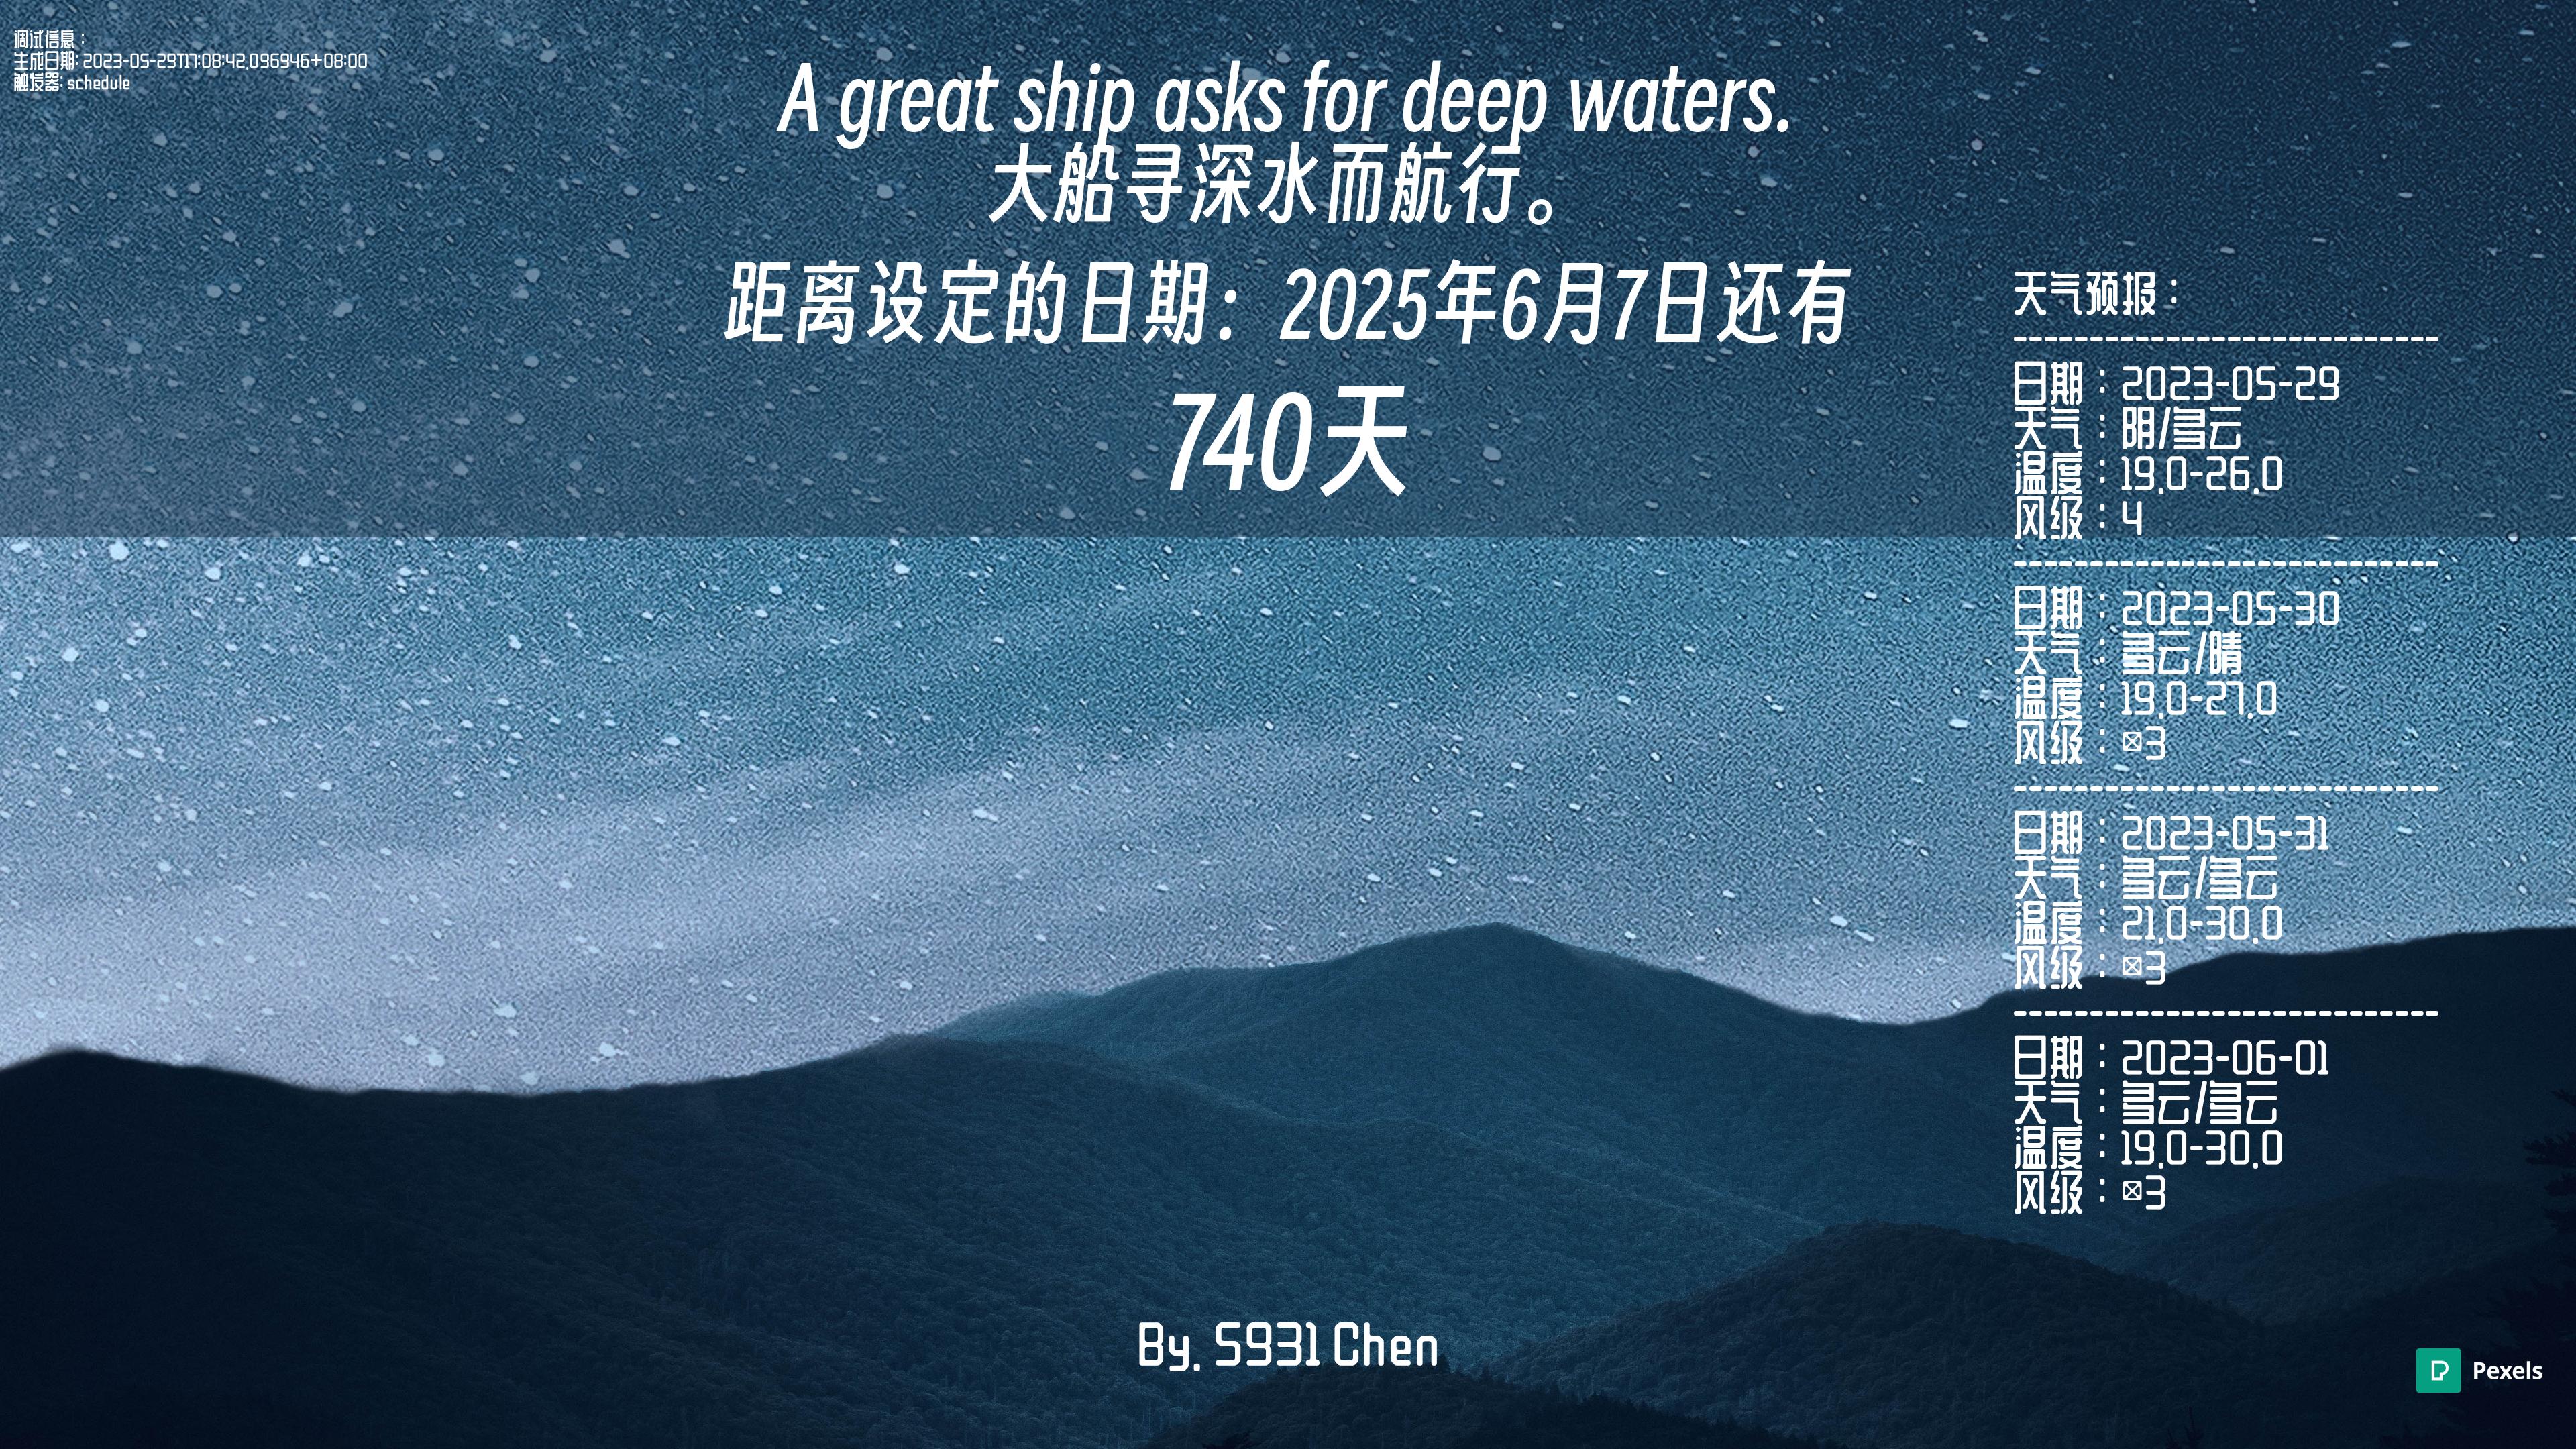 调试信息：
生成日期: 2023-05-29T17:08:42.096946+08:00
触发器: schedule
A great ship asks for deep waters.
大船寻深水而航行。
距离设定的日期：2025年6月7日还有
740天
天气预报：
----------------------------
日期：2023-05-29
天气：阴/多云
温度：19.0-26.0
风级：4
----------------------------
日期：2023-05-30
天气：多云/晴
温度：19.0-27.0
风级：☒3
----------------------------
日期：2023-05-31
天气：多云/多云
温度：21.0-30.0
风级：☒3
----------------------------
日期：2023-06-01
天气：多云/多云
温度：19.0-30.0
风级：☒3
By. S931 Chen
Pexels